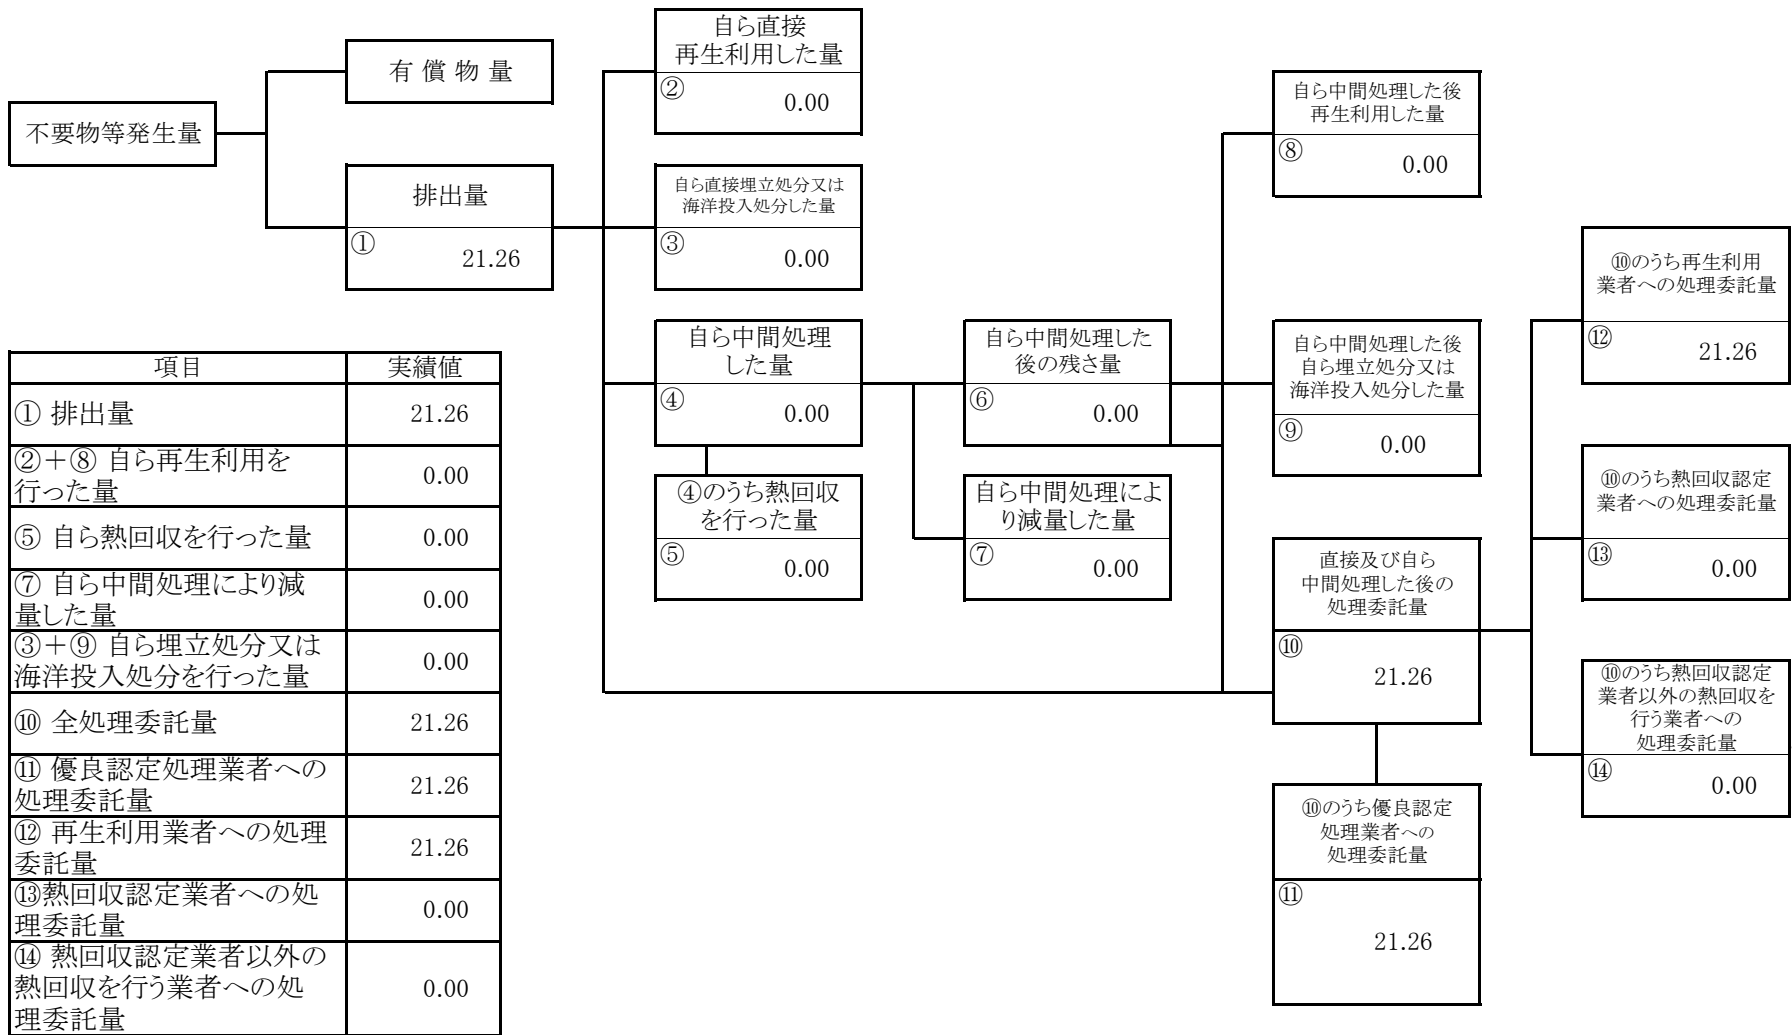 不要物等発生量
有 償 物 量
排出量
①
21.26
自ら直接
再生利用した量
②
0.00
自ら直接埋立処分又は
海洋投入処分した量
③
0.00
自ら中間処理
した量
④
0.00
④のうち熱回収
を行った量
⑤
0.00
自ら中間処理した
後の残さ量
⑥
0.00
自ら中間処理によ
り減量した量
⑦
0.00
自ら中間処理した後
再生利用した量
⑧
0.00
自ら中間処理した後
自ら埋立処分又は
海洋投入処分した量
⑨
0.00
直接及び自ら
中間処理した後の
処理委託量
⑩
21.26
⑩のうち優良認定
処理業者への
処理委託量
⑪
21.26
⑩のうち再生利用
業者への処理委託量
⑫
21.26
⑩のうち熱回収認定
業者への処理委託量
⑬
0.00
⑩のうち熱回収認定
業者以外の熱回収を
行う業者への
処理委託量
⑭
0.00
項目 実績値
① 排出量 21.26
②＋⑧ 自ら再生利用を
行った量 0.00
⑤ 自ら熱回収を行った量 0.00
⑦ 自ら中間処理により減
量した量 0.00
③＋⑨ 自ら埋立処分又は
海洋投入処分を行った量 0.00
⑩ 全処理委託量 21.26
⑪ 優良認定処理業者への
処理委託量 21.26
⑫ 再生利用業者への処理
委託量 21.26
⑬熱回収認定業者への処
理委託量 0.00
⑭ 熱回収認定業者以外の
熱回収を行う業者への処
理委託量 0.00